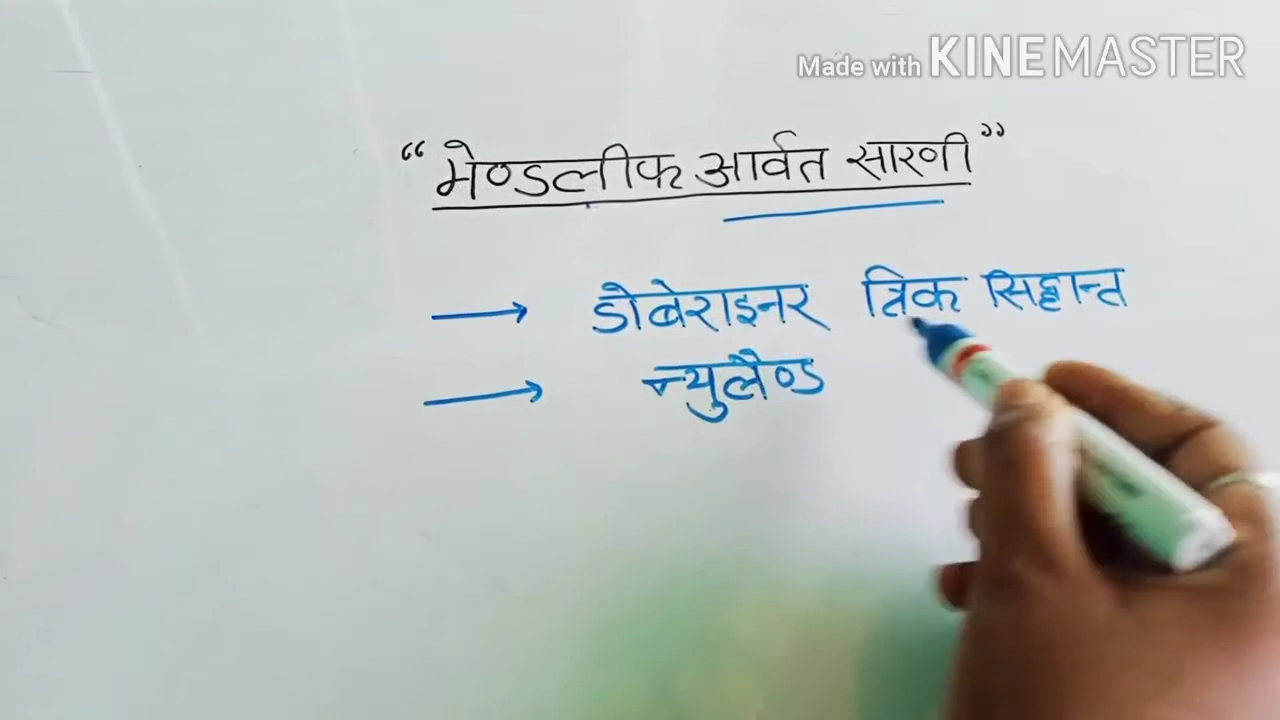 Made with KINEMASTER
“मेण्डलीफ आर्वत सारणी”
→ डोबेराइनर त्रिक सिद्धान्त
→ न्युलैण्ड